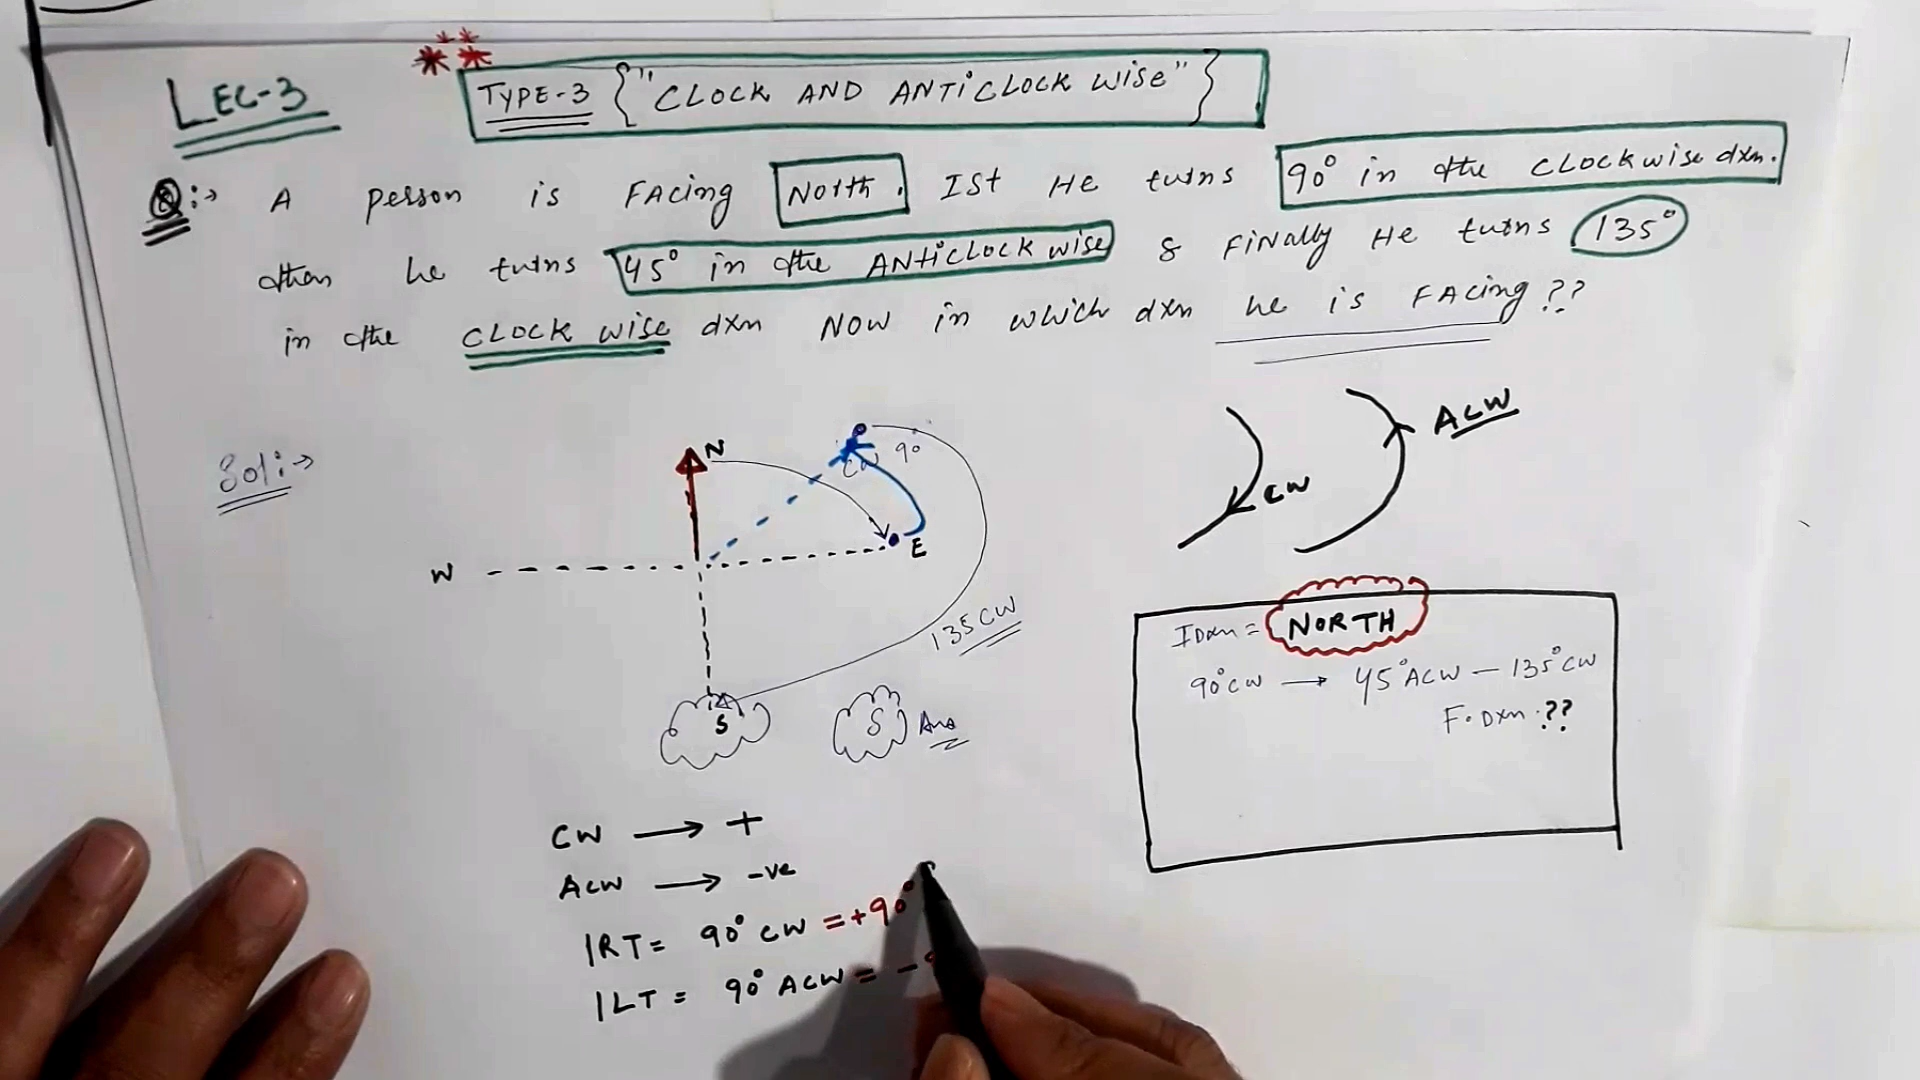 LEC-3
TYPE-3 {"CLOCK AND ANTICLOCK WISE"}
Q:→ A person is FACing North. Ist He turns 90° in the CLOCKwise dxn.
then he turns 45° in the ANTiCLOCK wise & FiNAlly He turns 135°
in the CLOCK wise dxn NOW in which dxn he is FACing??
Sol:→
N
CW 90°
W
E
S
135CW
S Ans
CW
ACW
IDxn = NORTH
90°CW → 45°ACW — 135°CW
F.Dxn.??
CW → +
ACW → -ve
1RT = 90° CW = +90°
1LT = 90° ACW = -